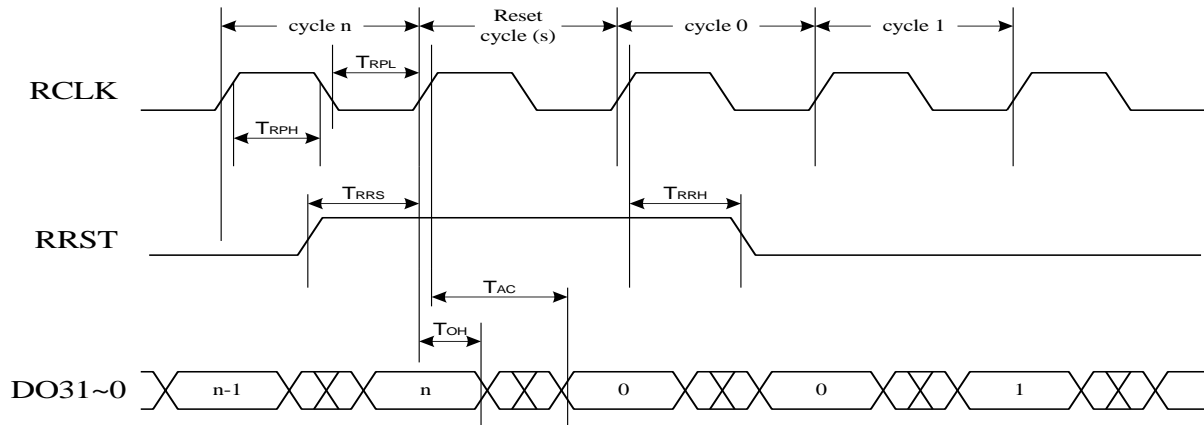 cycle n Reset cycle (s) cycle 0 cycle 1
TRPL
RCLK
TRPH
TRRS TRRH
RRST
TAC
TOH
DO31~0 n-1 n 0 0 1